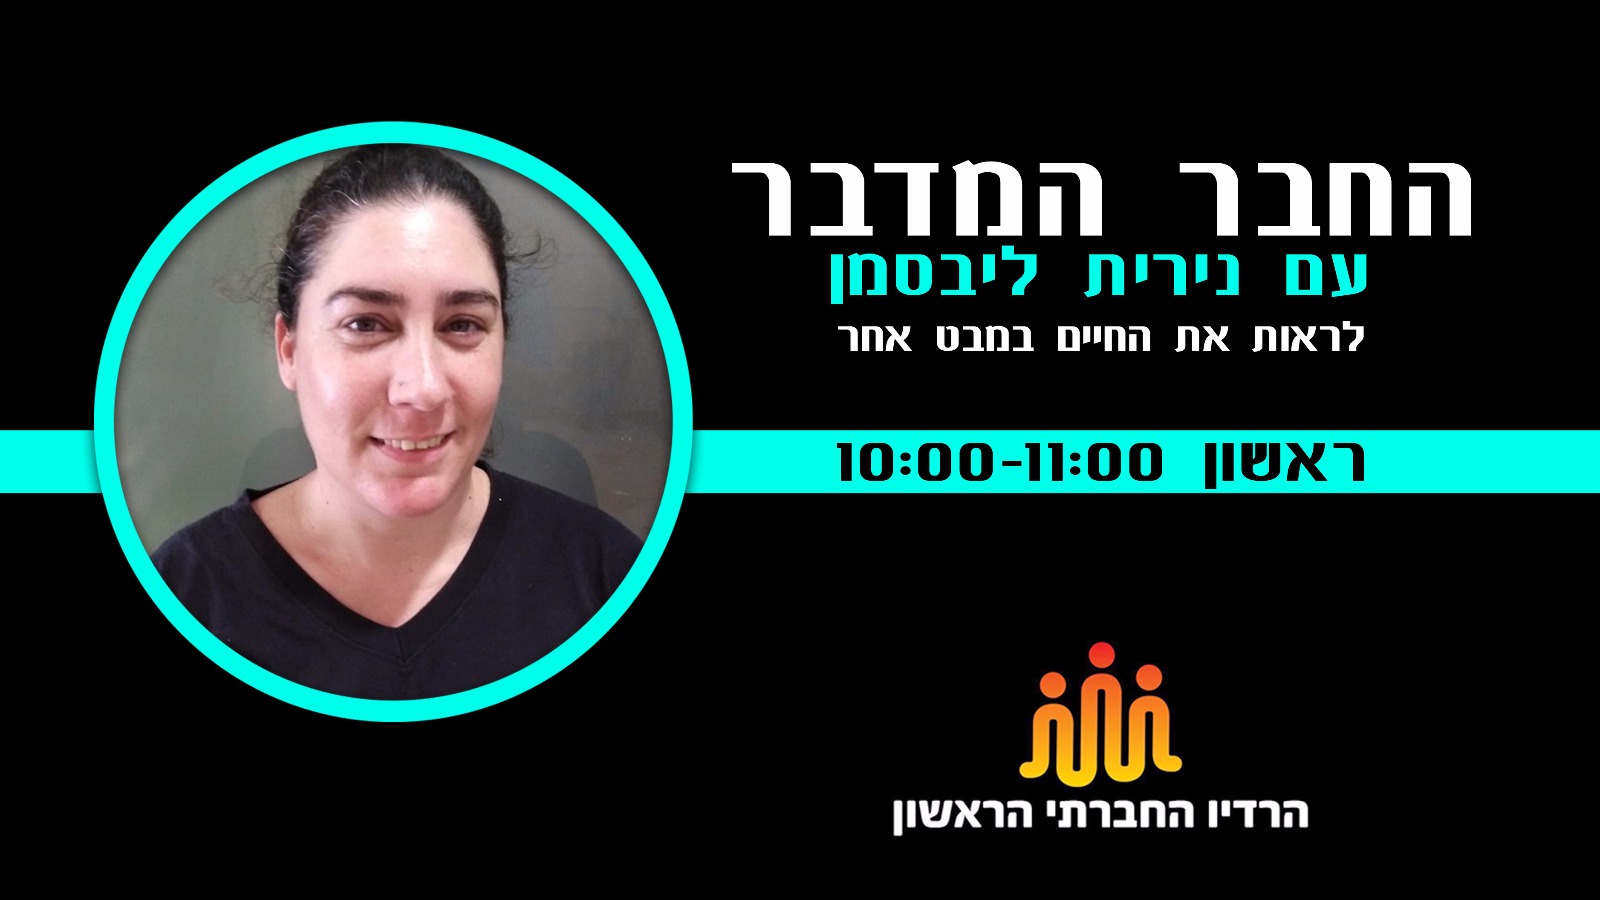 החבר המדבר
עם נירית ליבסמן
לראות את החיים במבט אחר
ראשון 10:00-11:00
הרדיו החברתי הראשון